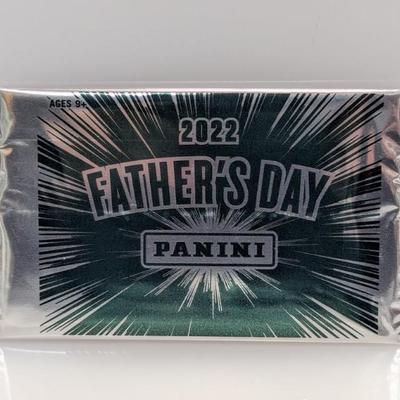 AGES 9+
2022
FATHER'S DAY
PANINI